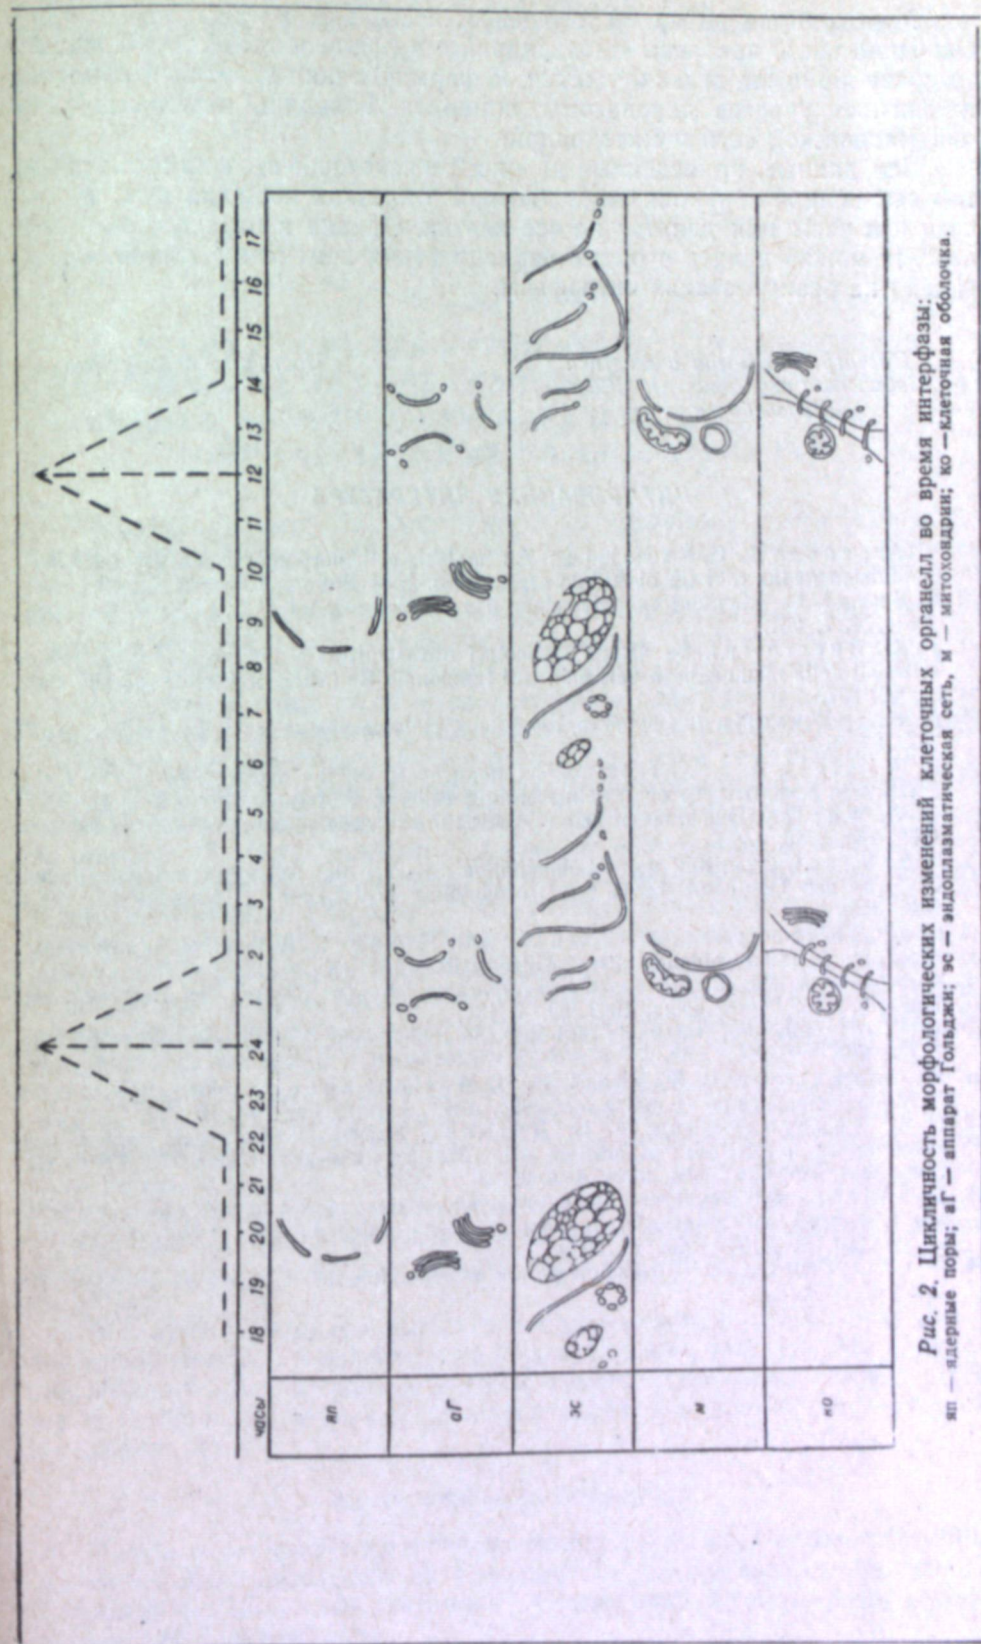 часы 18 19 20 21 22 23 24 1 2 3 4 5 6 7 8 9 10 11 12 13 14 15 16 17
яп
аГ
эс
м
ко
Рис. 2. Цикличность морфологических изменений клеточных органелл во время интерфазы:
яп — ядерные поры; аГ — аппарат Гольджи; эс — эндоплазматическая сеть, м — митохондрии; ко — клеточная оболочка.